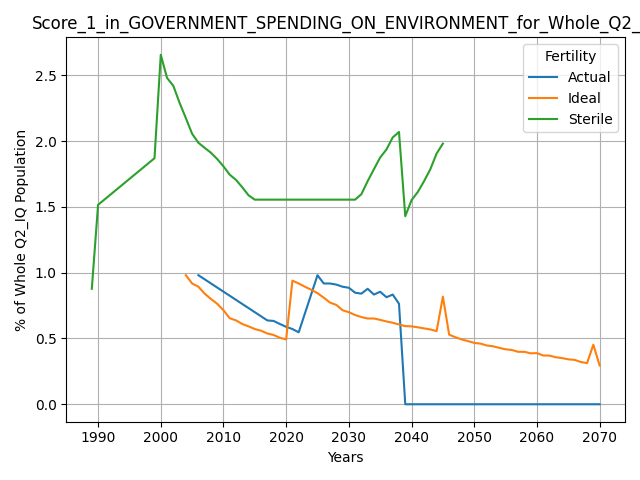 Score_1_in_GOVERNMENT_SPENDING_ON_ENVIRONMENT_for_Whole_Q2_
Fertility
Actual
Ideal
Sterile
% of Whole Q2_IQ Population
2.5
2.0
1.5
1.0
0.5
0.0
1990 2000 2010 2020 2030 2040 2050 2060 2070
Years